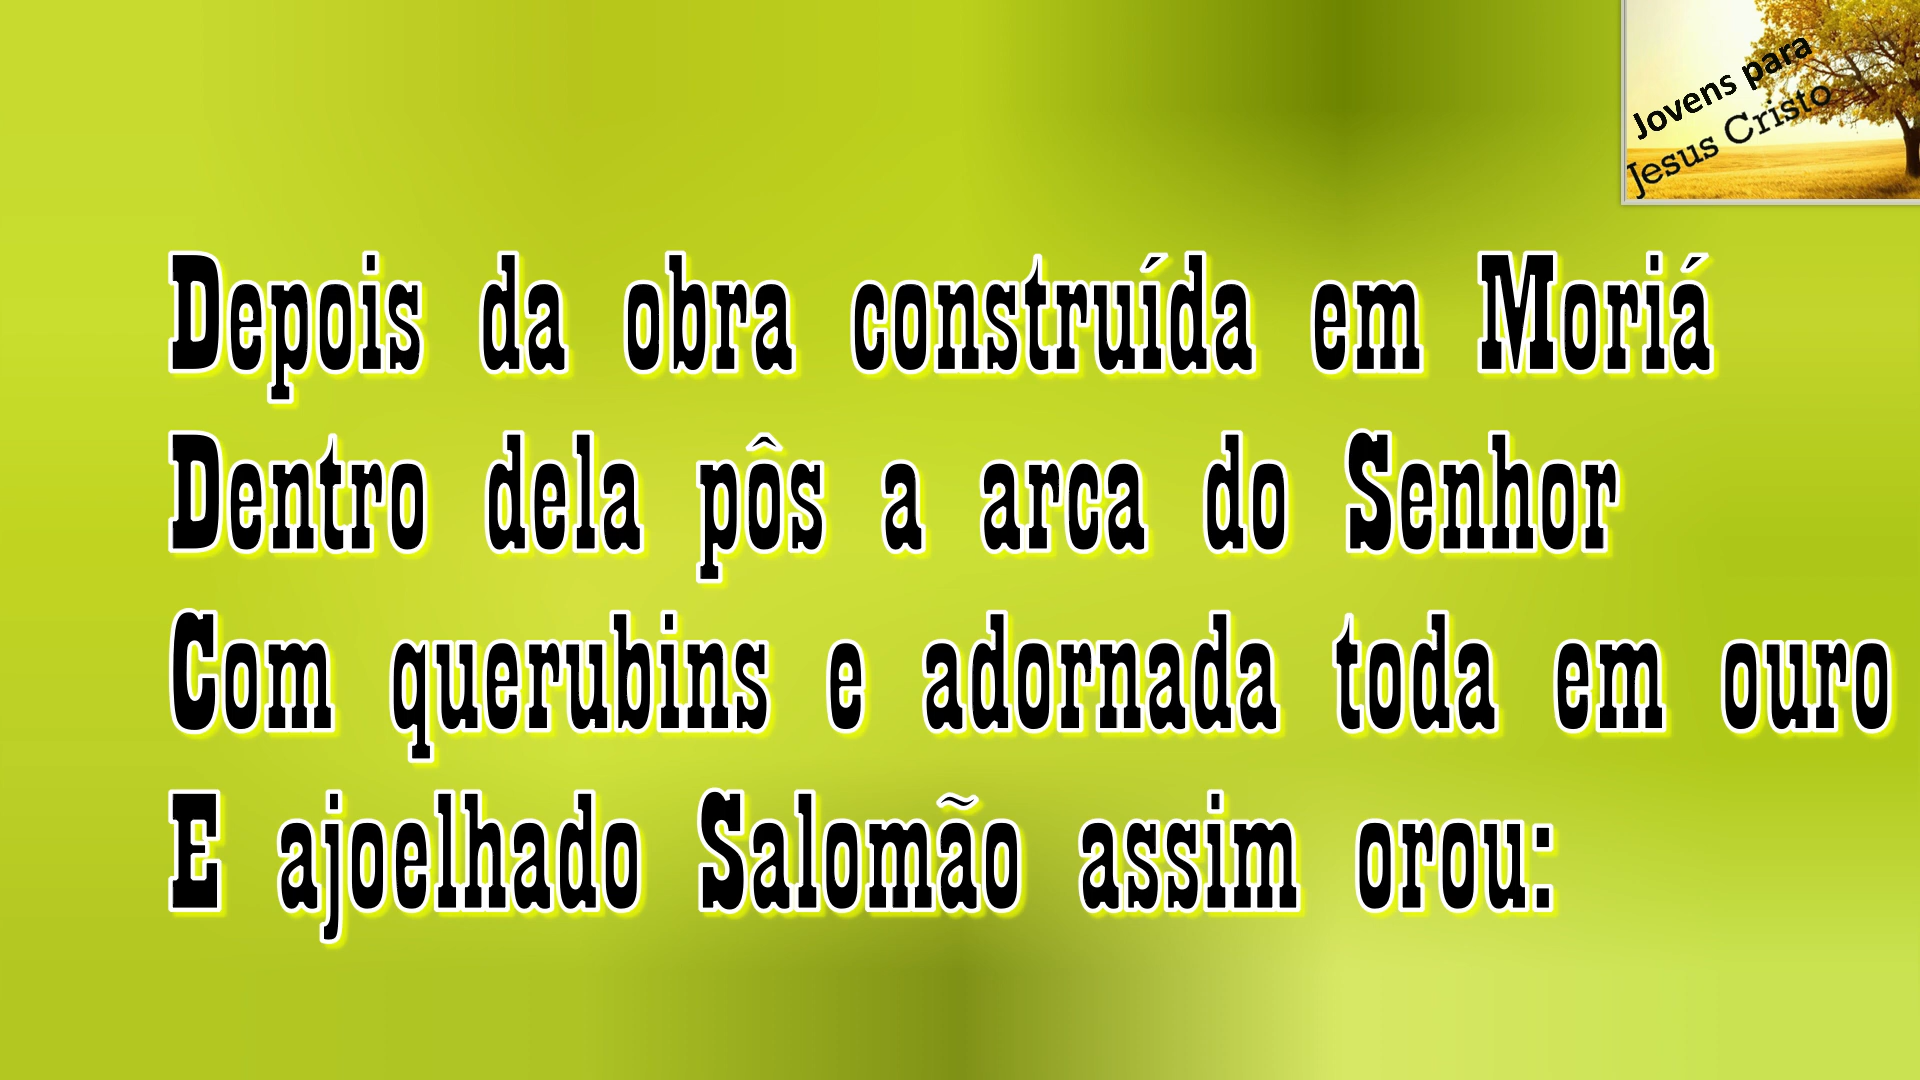 Jovens para
Jesus Cristo
Depois da obra construída em Moriá
Dentro dela pôs a arca do Senhor
Com querubins e adornada toda em ouro
E ajoelhado Salomão assim orou: